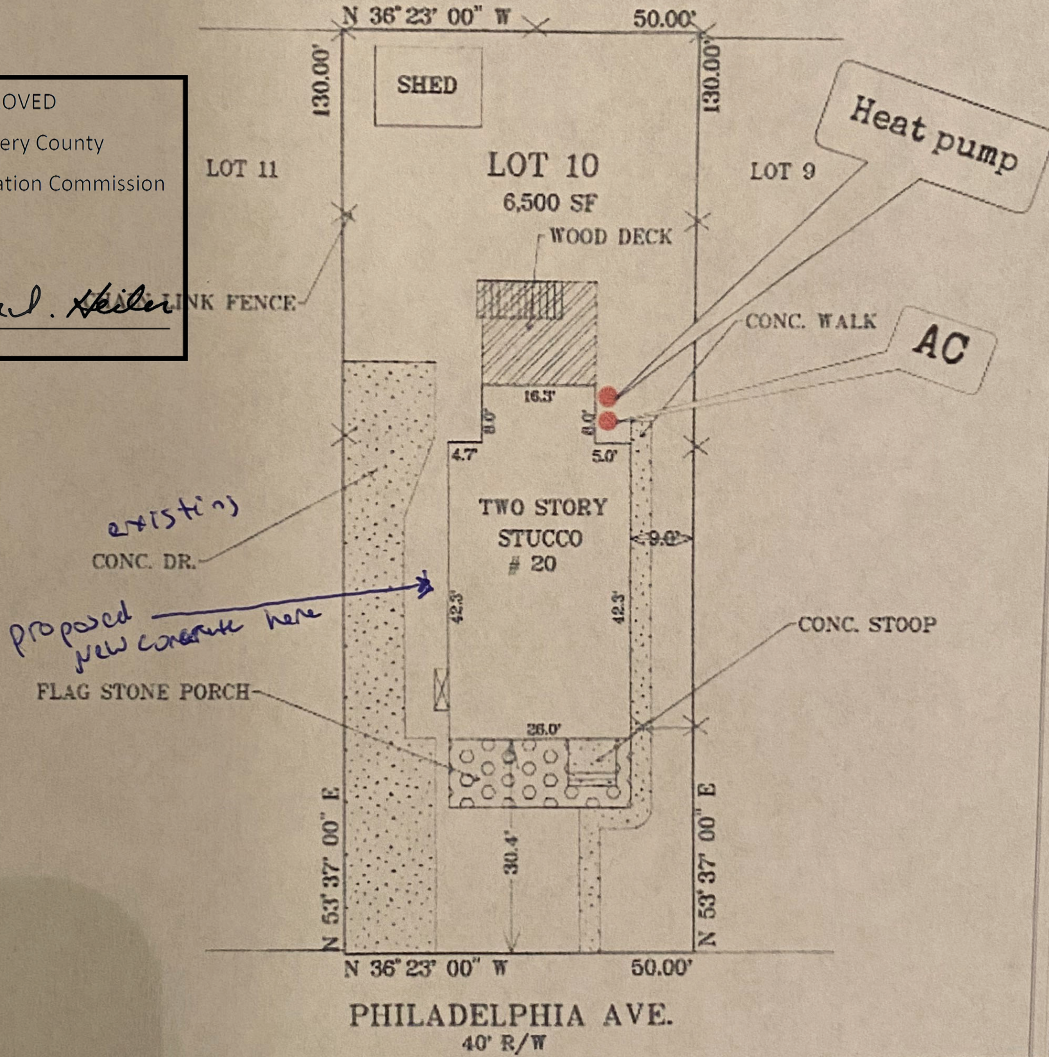 N 36° 23' 00" W 50.00'
130.00'
130.00'
SHED
OVED
ery County
ation Commission
LOT 11
LOT 10
6,500 SF
LOT 9
Heat pump
WOOD DECK
LINK FENCE
CONC. WALK
AC
16.3'
8.0'
8.0'
4.7'
5.0'
TWO STORY
STUCCO
# 20
9.0'
existing
CONC. DR.
proposed
New concrete here
42.3'
42.3'
CONC. STOOP
FLAG STONE PORCH
26.0'
30.4'
N 53° 37' 00" E
N 53° 37' 00" E
N 36° 23' 00" W 50.00'
PHILADELPHIA AVE.
40' R/W